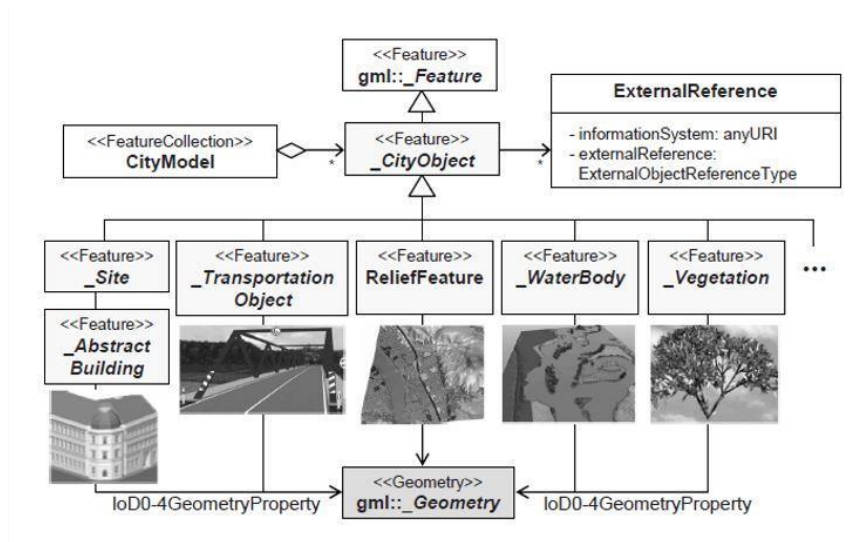 <<Feature>>
gml::_Feature
ExternalReference
- informationSystem: anyURI
- externalReference:
ExternalObjectReferenceType
<<FeatureCollection>>
CityModel
*
<<Feature>>
_CityObject
*
<<Feature>>
_Site
<<Feature>>
_Transportation
Object
<<Feature>>
ReliefFeature
<<Feature>>
_WaterBody
<<Feature>>
_Vegetation
...
<<Feature>>
_Abstract
Building
<<Geometry>>
gml::_Geometry
loD0-4GeometryProperty
loD0-4GeometryProperty